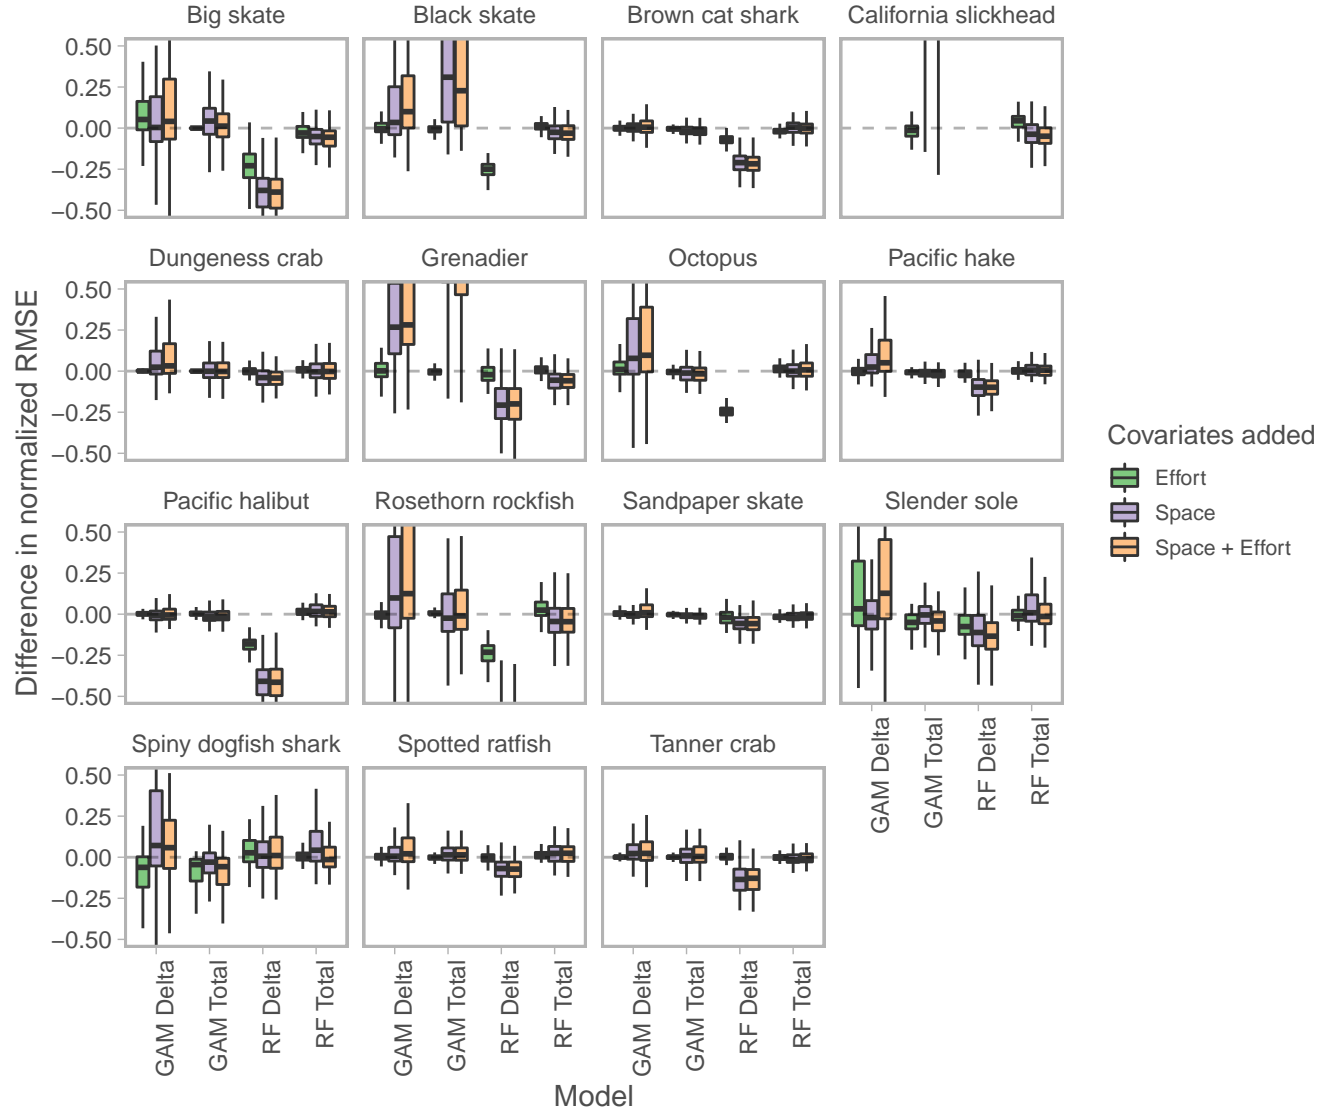 Big skate
Black skate
Brown cat shark
California slickhead
0.50
0.25
0.00
−0.25
−0.50
Dungeness crab
Grenadier
Octopus
Pacific hake
0.50
0.25
0.00
−0.25
−0.50
Pacific halibut
Rosethorn rockfish
Sandpaper skate
Slender sole
0.50
0.25
0.00
−0.25
−0.50
Spiny dogfish shark
Spotted ratfish
Tanner crab
0.50
0.25
0.00
−0.25
−0.50
GAM Delta
GAM Total
RF Delta
RF Total
GAM Delta
GAM Total
RF Delta
RF Total
GAM Delta
GAM Total
RF Delta
RF Total
GAM Delta
GAM Total
RF Delta
RF Total
Model
Difference in normalized RMSE
Covariates added
Effort
Space
Space + Effort